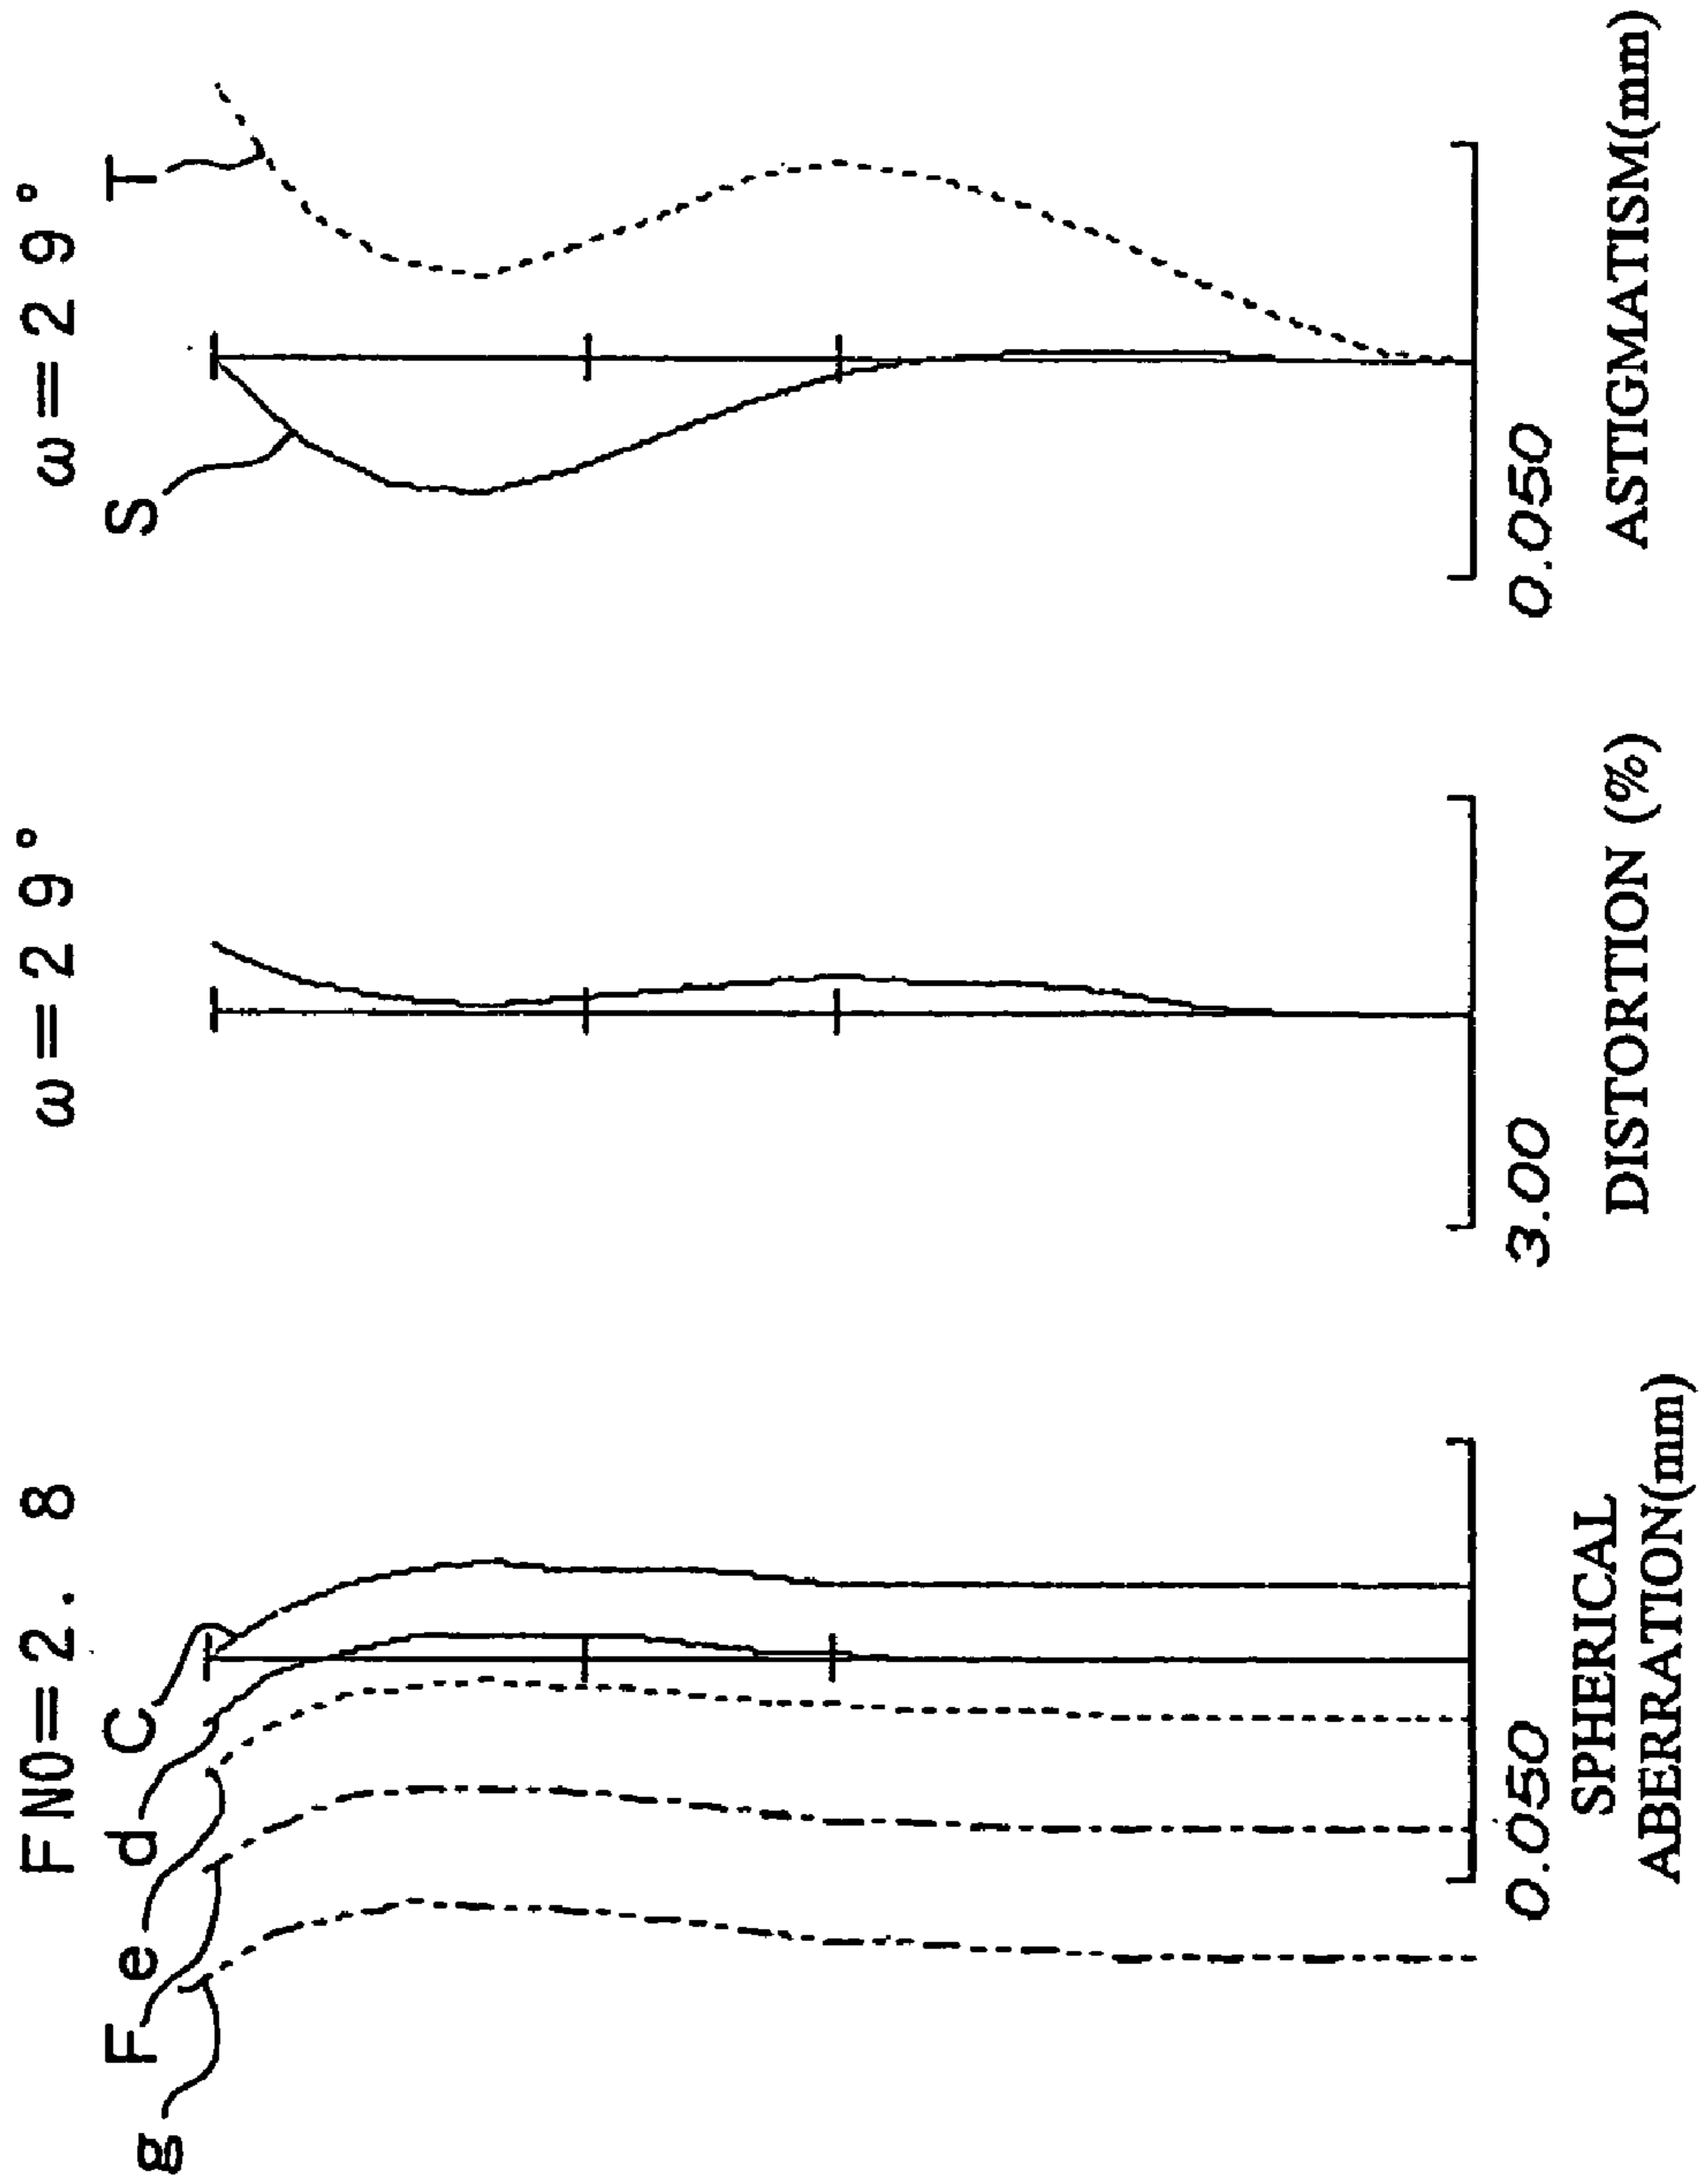 FNO=2.8
g
F
e
d
C
0.050
SPHERICAL
ABERRATION(mm)
ω=29°
3.00
DISTORTION (%)
ω=29°
S
T
0.050
ASTIGMATISM(mm)